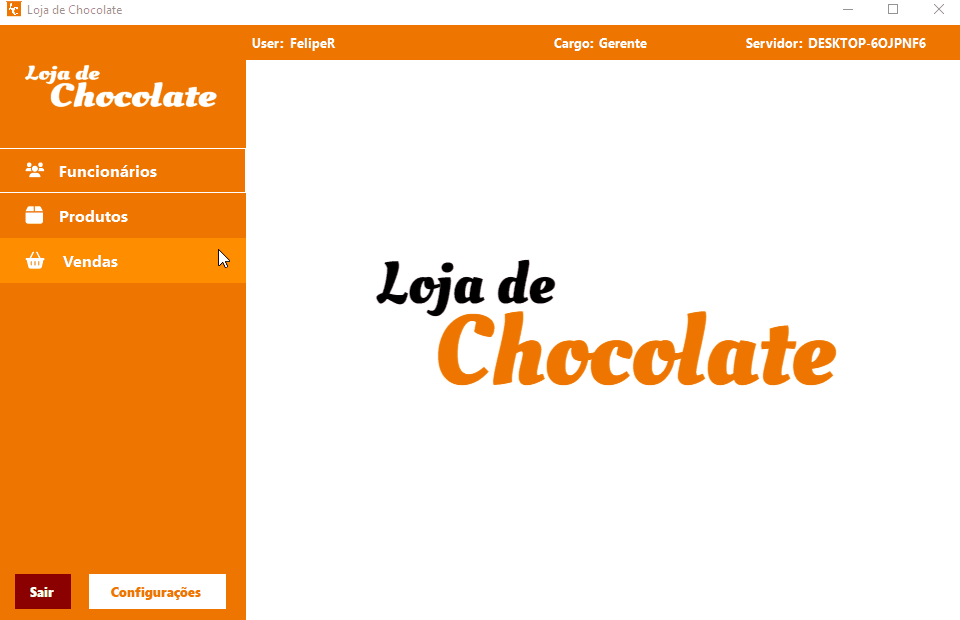 Loja de Chocolate
User: FelipeR
Cargo: Gerente
Servidor: DESKTOP-6OJPNF6
Loja de
Chocolate
Funcionários
Produtos
Vendas
Loja de
Chocolate
Sair
Configurações